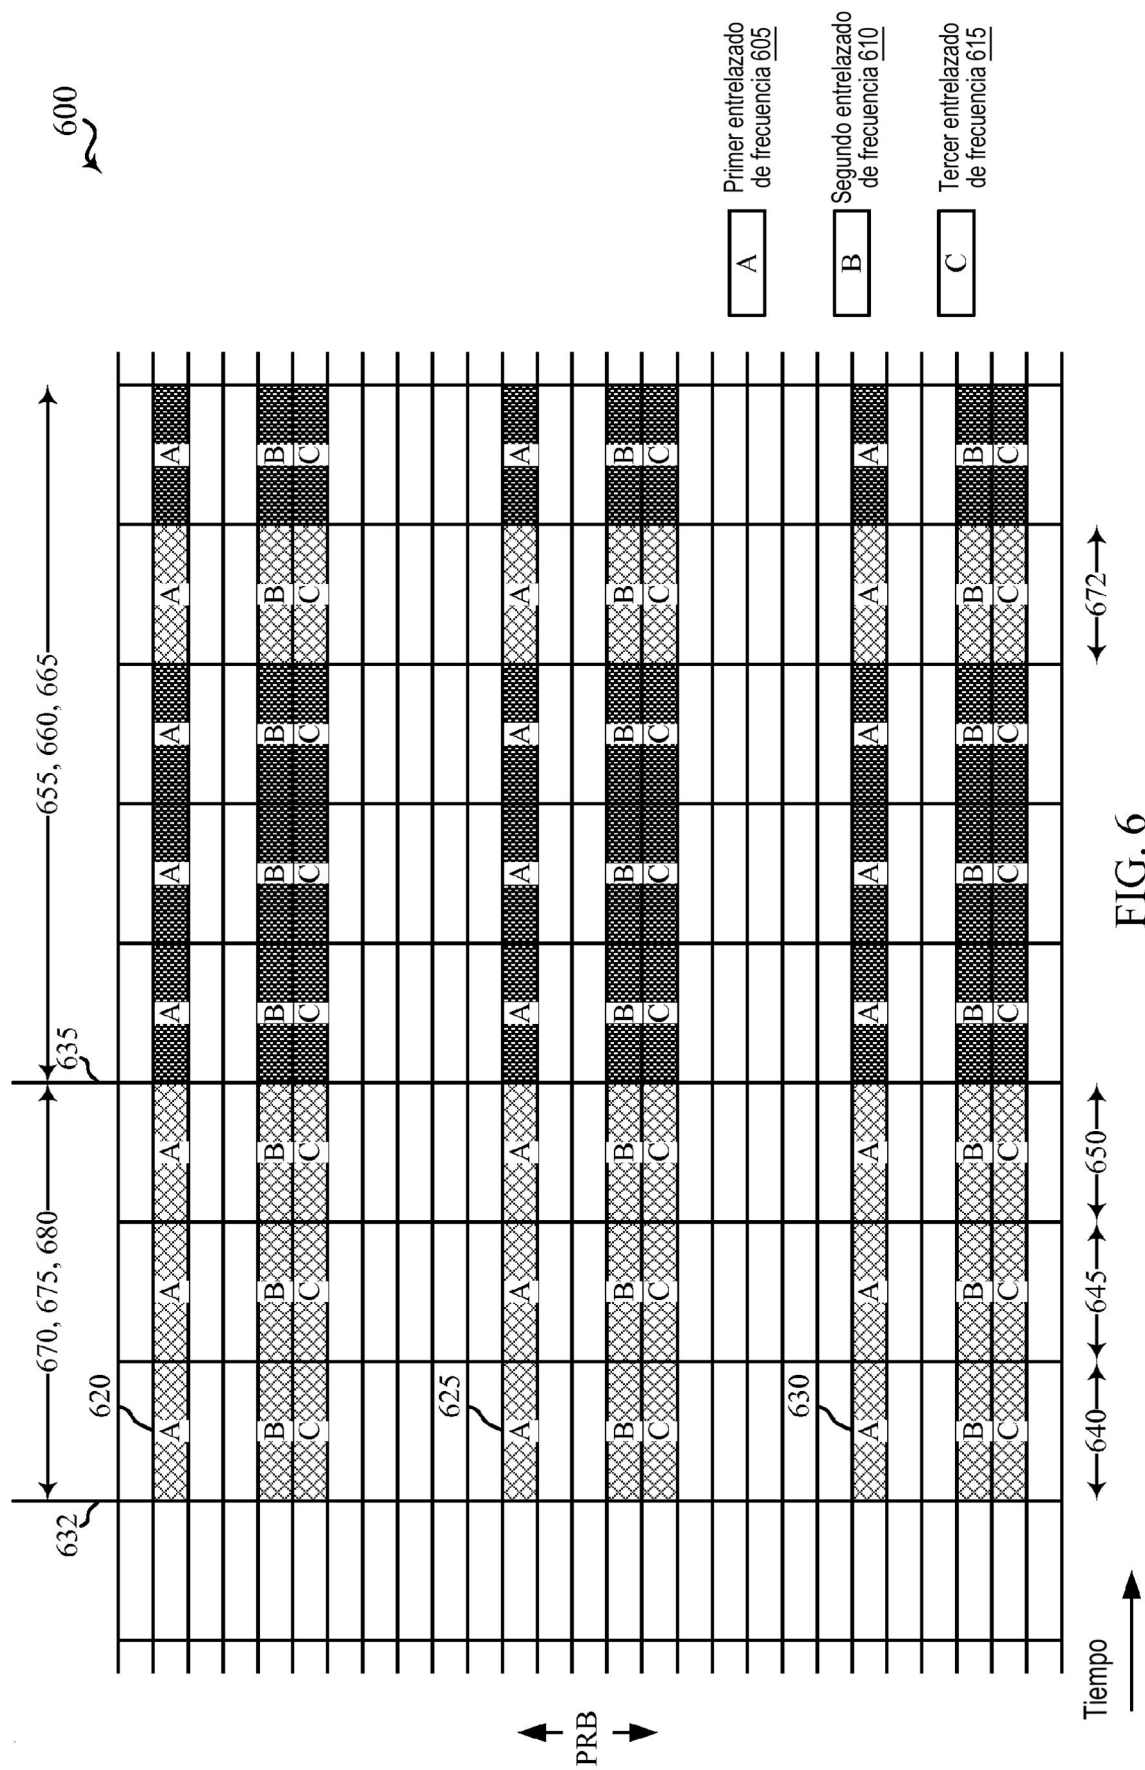 600
670, 675, 680
655, 660, 665
632
635
620
A A A A A A A A
B B B B B B B B
C C C C C C C C
625
A A A A A A A A
B B B B B B B B
C C C C C C C C
PRB
630
A A A A A A A A
B B B B B B B B
C C C C C C C C
A
Primer entrelazado
de frecuencia 605
B
Segundo entrelazado
de frecuencia 610
C
Tercer entrelazado
de frecuencia 615
Tiempo
640
645
650
672
FIG. 6